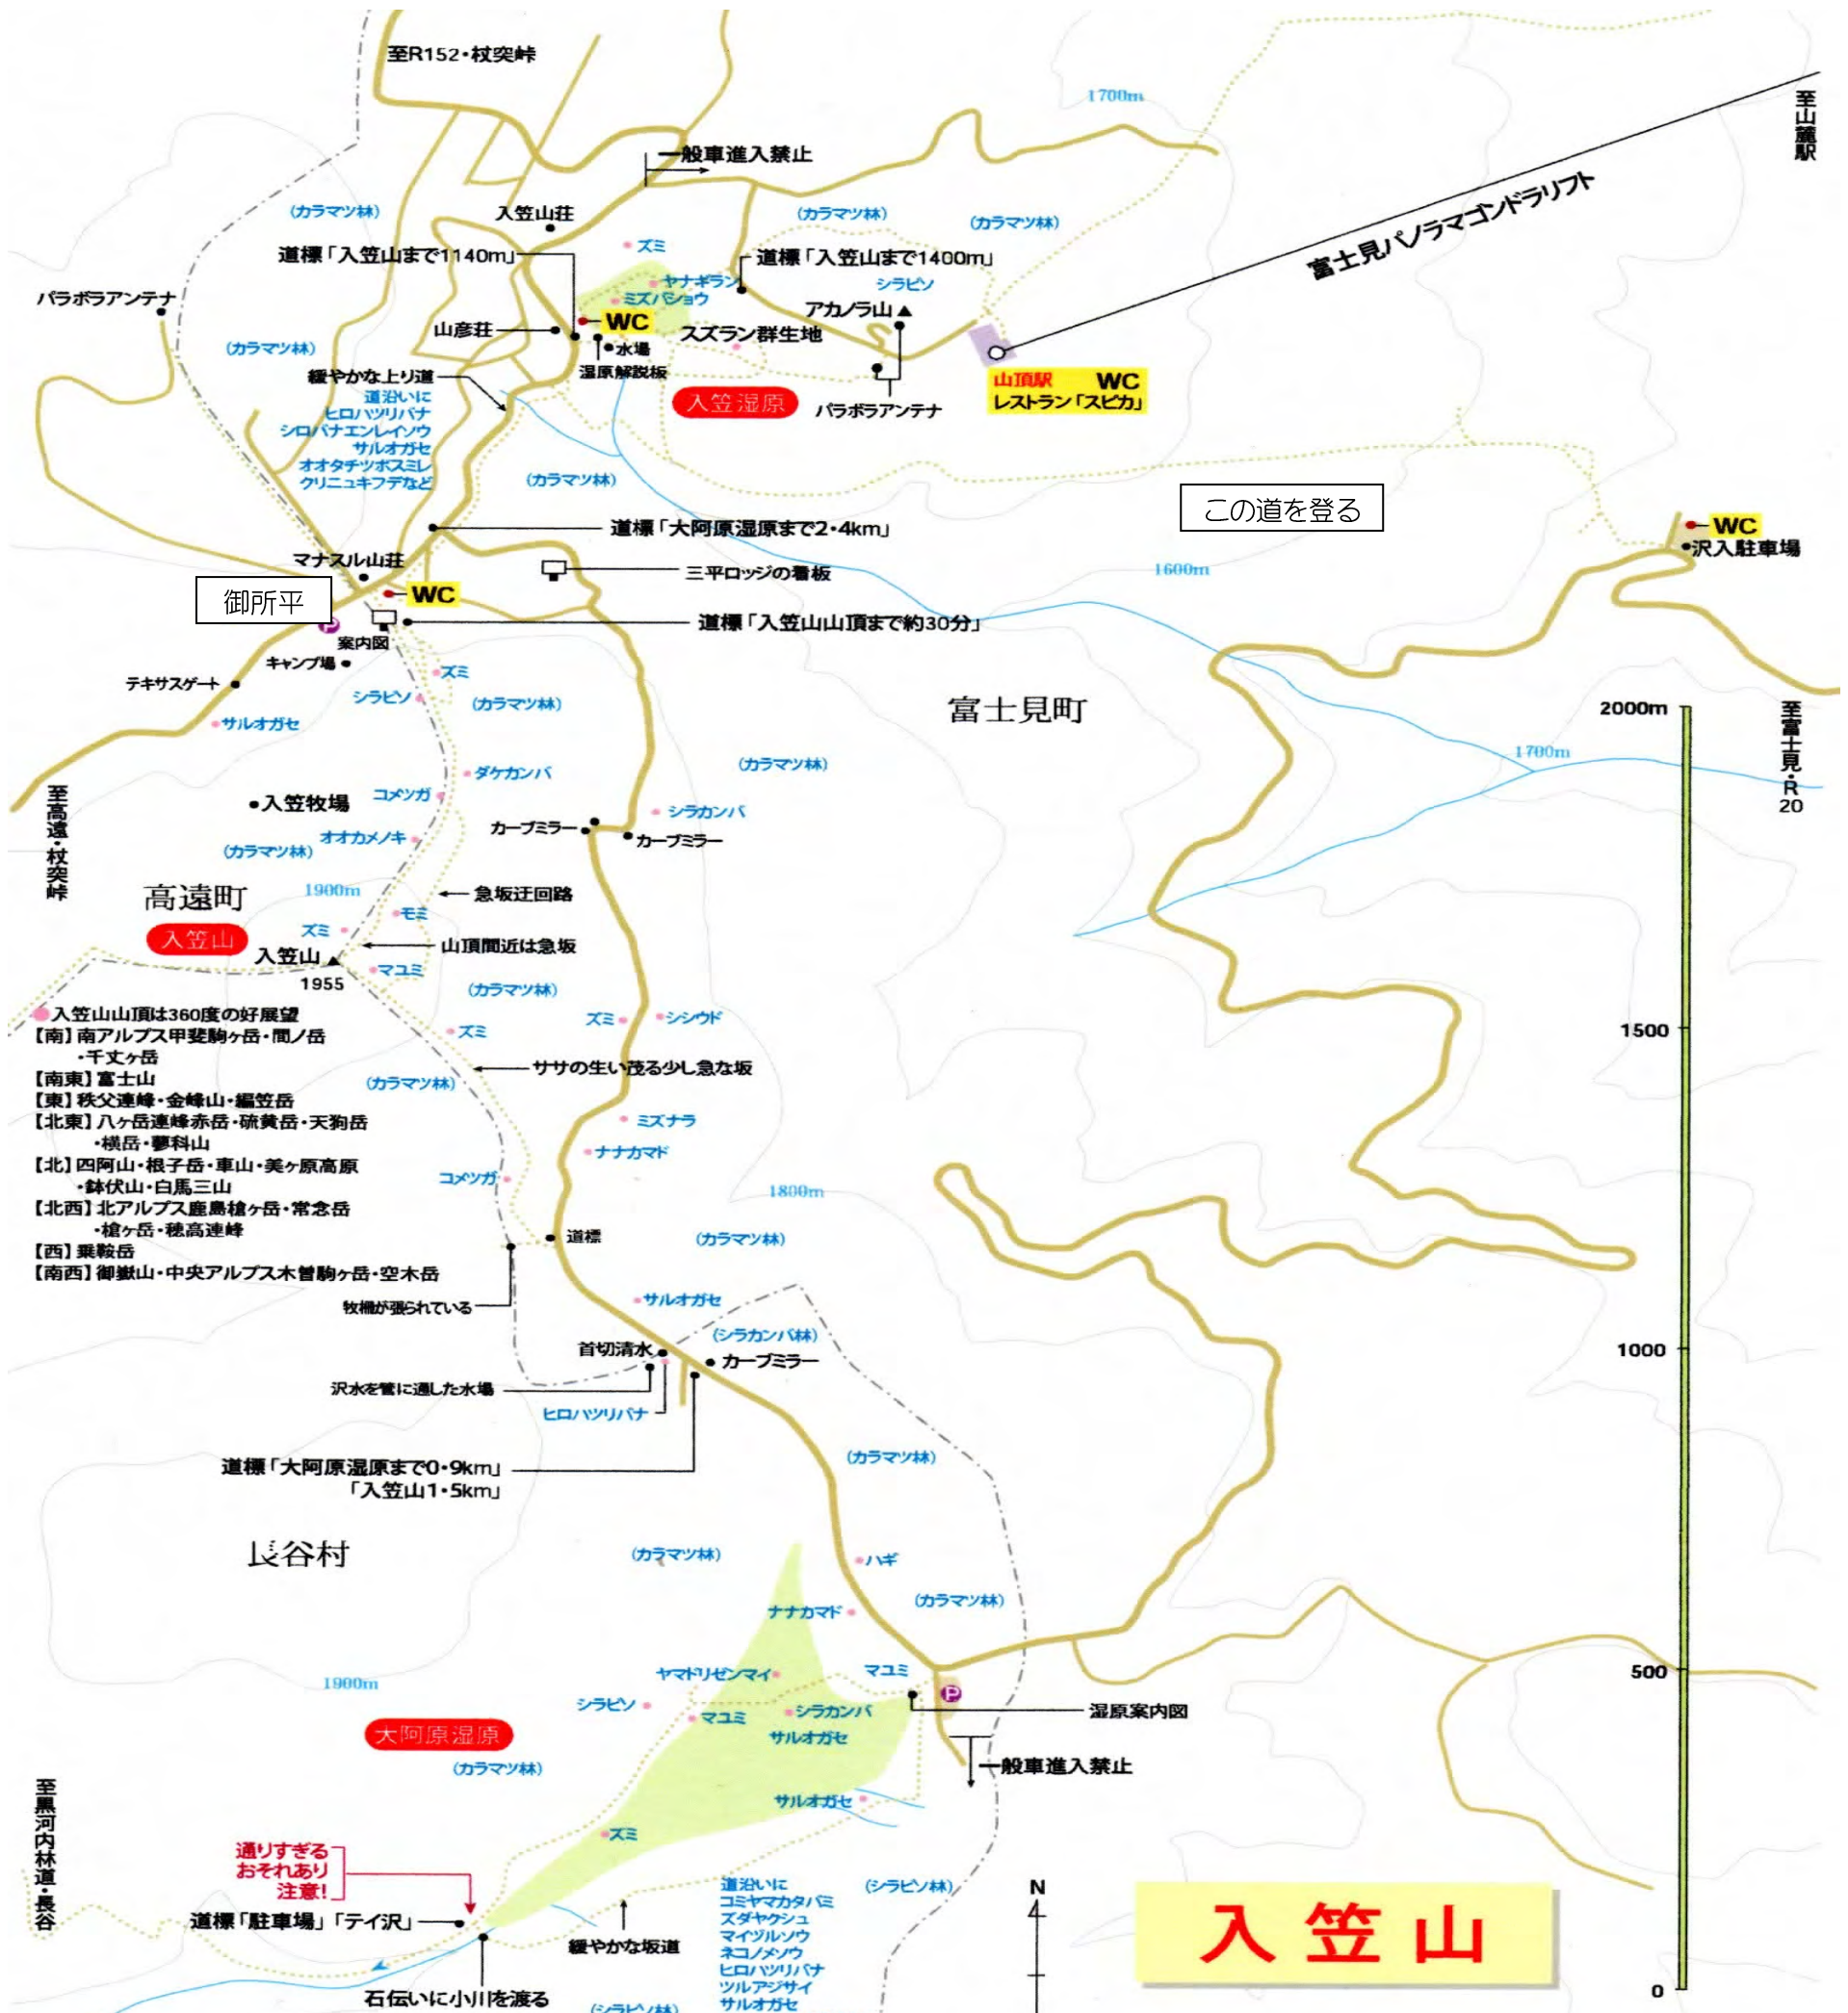 至R152・杖突峠
1700m
至山麓駅
一般車進入禁止
(カラマツ林)
入笠山荘
(カラマツ林)
(カラマツ林)
富士見パノラマゴンドラリフト
ズミ
道標「入笠山まで1140m」
道標「入笠山まで1400m」
ヤナギラン
シラビソ
パラボラアンテナ
ミズバショウ
アカノラ山
山彦荘
WC
スズラン群生地
(カラマツ林)
水場
湿原解説板
緩やかな上り道
山頂駅 WC
レストラン「スピカ」
入笠湿原
パラボラアンテナ
道沿いに
ヒロハツリバナ
シロバナエンレイソウ
サルオガセ
オオタチツボスミレ
クリニュキフデなど
(カラマツ林)
この道を登る
WC
沢入駐車場
道標「大阿原湿原まで2・4km」
マナスル山荘
三平ロッジの看板
1600m
御所平
WC
P
道標「入笠山山頂まで約30分」
案内図
キャンプ場
ズミ
テキサスゲート
シラビソ
(カラマツ林)
富士見町
サルオガセ
2000m
至富士見・R20
1700m
(カラマツ林)
ダケカンバ
至高遠・杖突峠
入笠牧場
コメツガ
シラカンバ
カーブミラー
カーブミラー
オオカメノキ
(カラマツ林)
高遠町
1900m
急坂迂回路
モミ
ズミ
入笠山
山頂間近は急坂
入笠山
1955
マユミ
(カラマツ林)
入笠山山頂は360度の好展望
【南】南アルプス甲斐駒ヶ岳・間ノ岳
・千丈ヶ岳
【南東】富士山
【東】秩父連峰・金峰山・編笠岳
【北東】八ヶ岳連峰赤岳・硫黄岳・天狗岳
・横岳・蓼科山
【北】四阿山・根子岳・車山・美ヶ原高原
・鉢伏山・白馬三山
【北西】北アルプス鹿島槍ヶ岳・常念岳
・槍ヶ岳・穂高連峰
【西】乗鞍岳
【南西】御嶽山・中央アルプス木曽駒ヶ岳・空木岳
ズミ
シシウド
ズミ
1500
ササの生い茂る少し急な坂
(カラマツ林)
ミズナラ
ナナカマド
コメツガ
1800m
道標
(カラマツ林)
牧柵が張られている
サルオガセ
(シラカンバ林)
首切清水
カーブミラー
1000
沢水を管に通した水場
ヒロハツリバナ
道標「大阿原湿原まで0・9km」
「入笠山1・5km」
(カラマツ林)
長谷村
(カラマツ林)
ハギ
(カラマツ林)
ナナカマド
ヤマドリゼンマイ
マユミ
500
1900m
シラビソ
P
マユミ
シラカンバ
湿原案内図
大阿原湿原
サルオガセ
(カラマツ林)
一般車進入禁止
サルオガセ
至黒河内林道・長谷
ズミ
通りすぎる
おそれあり
注意!
道標「駐車場」「テイ沢」
緩やかな坂道
石伝いに小川を渡る
道沿いに
コミヤマカタバミ
ズダヤクシュ
マイヅルソウ
ネコノメソウ
ヒロハツリバナ
ツルアジサイ
サルオガセ
(シラビソ林)
(シラビソ林)
N
入笠山
0